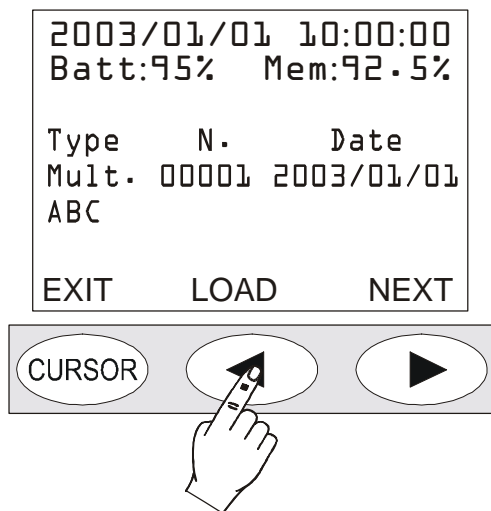 2003/01/01 10:00:00
Batt:95% Mem:92.5%
Type N. Date
Mult. 00001 2003/01/01
ABC
EXIT LOAD NEXT
CURSOR